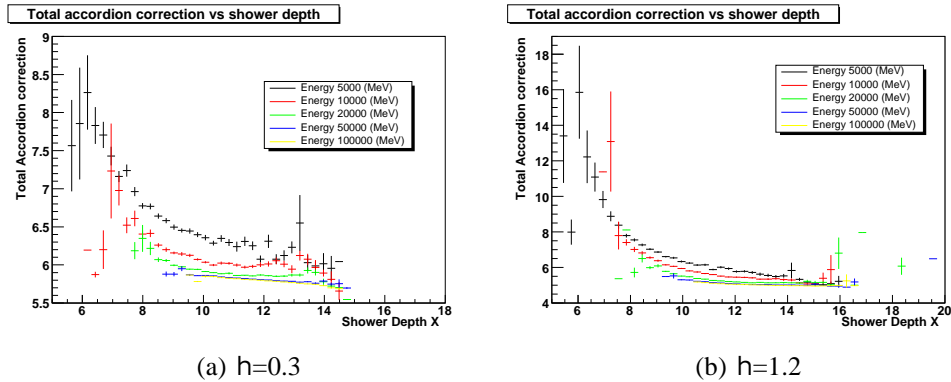 Total accordion correction vs shower depth
Total Accordion correction
9
8.5
8
7.5
7
6.5
6
5.5
Energy 5000 (MeV)
Energy 10000 (MeV)
Energy 20000 (MeV)
Energy 50000 (MeV)
Energy 100000 (MeV)
6 8 10 12 14 16 18
Shower Depth X
(a) h=0.3
Total accordion correction vs shower depth
Total Accordion correction
18
16
14
12
10
8
6
4
Energy 5000 (MeV)
Energy 10000 (MeV)
Energy 20000 (MeV)
Energy 50000 (MeV)
Energy 100000 (MeV)
6 8 10 12 14 16 18 20
Shower Depth X
(b) h=1.2